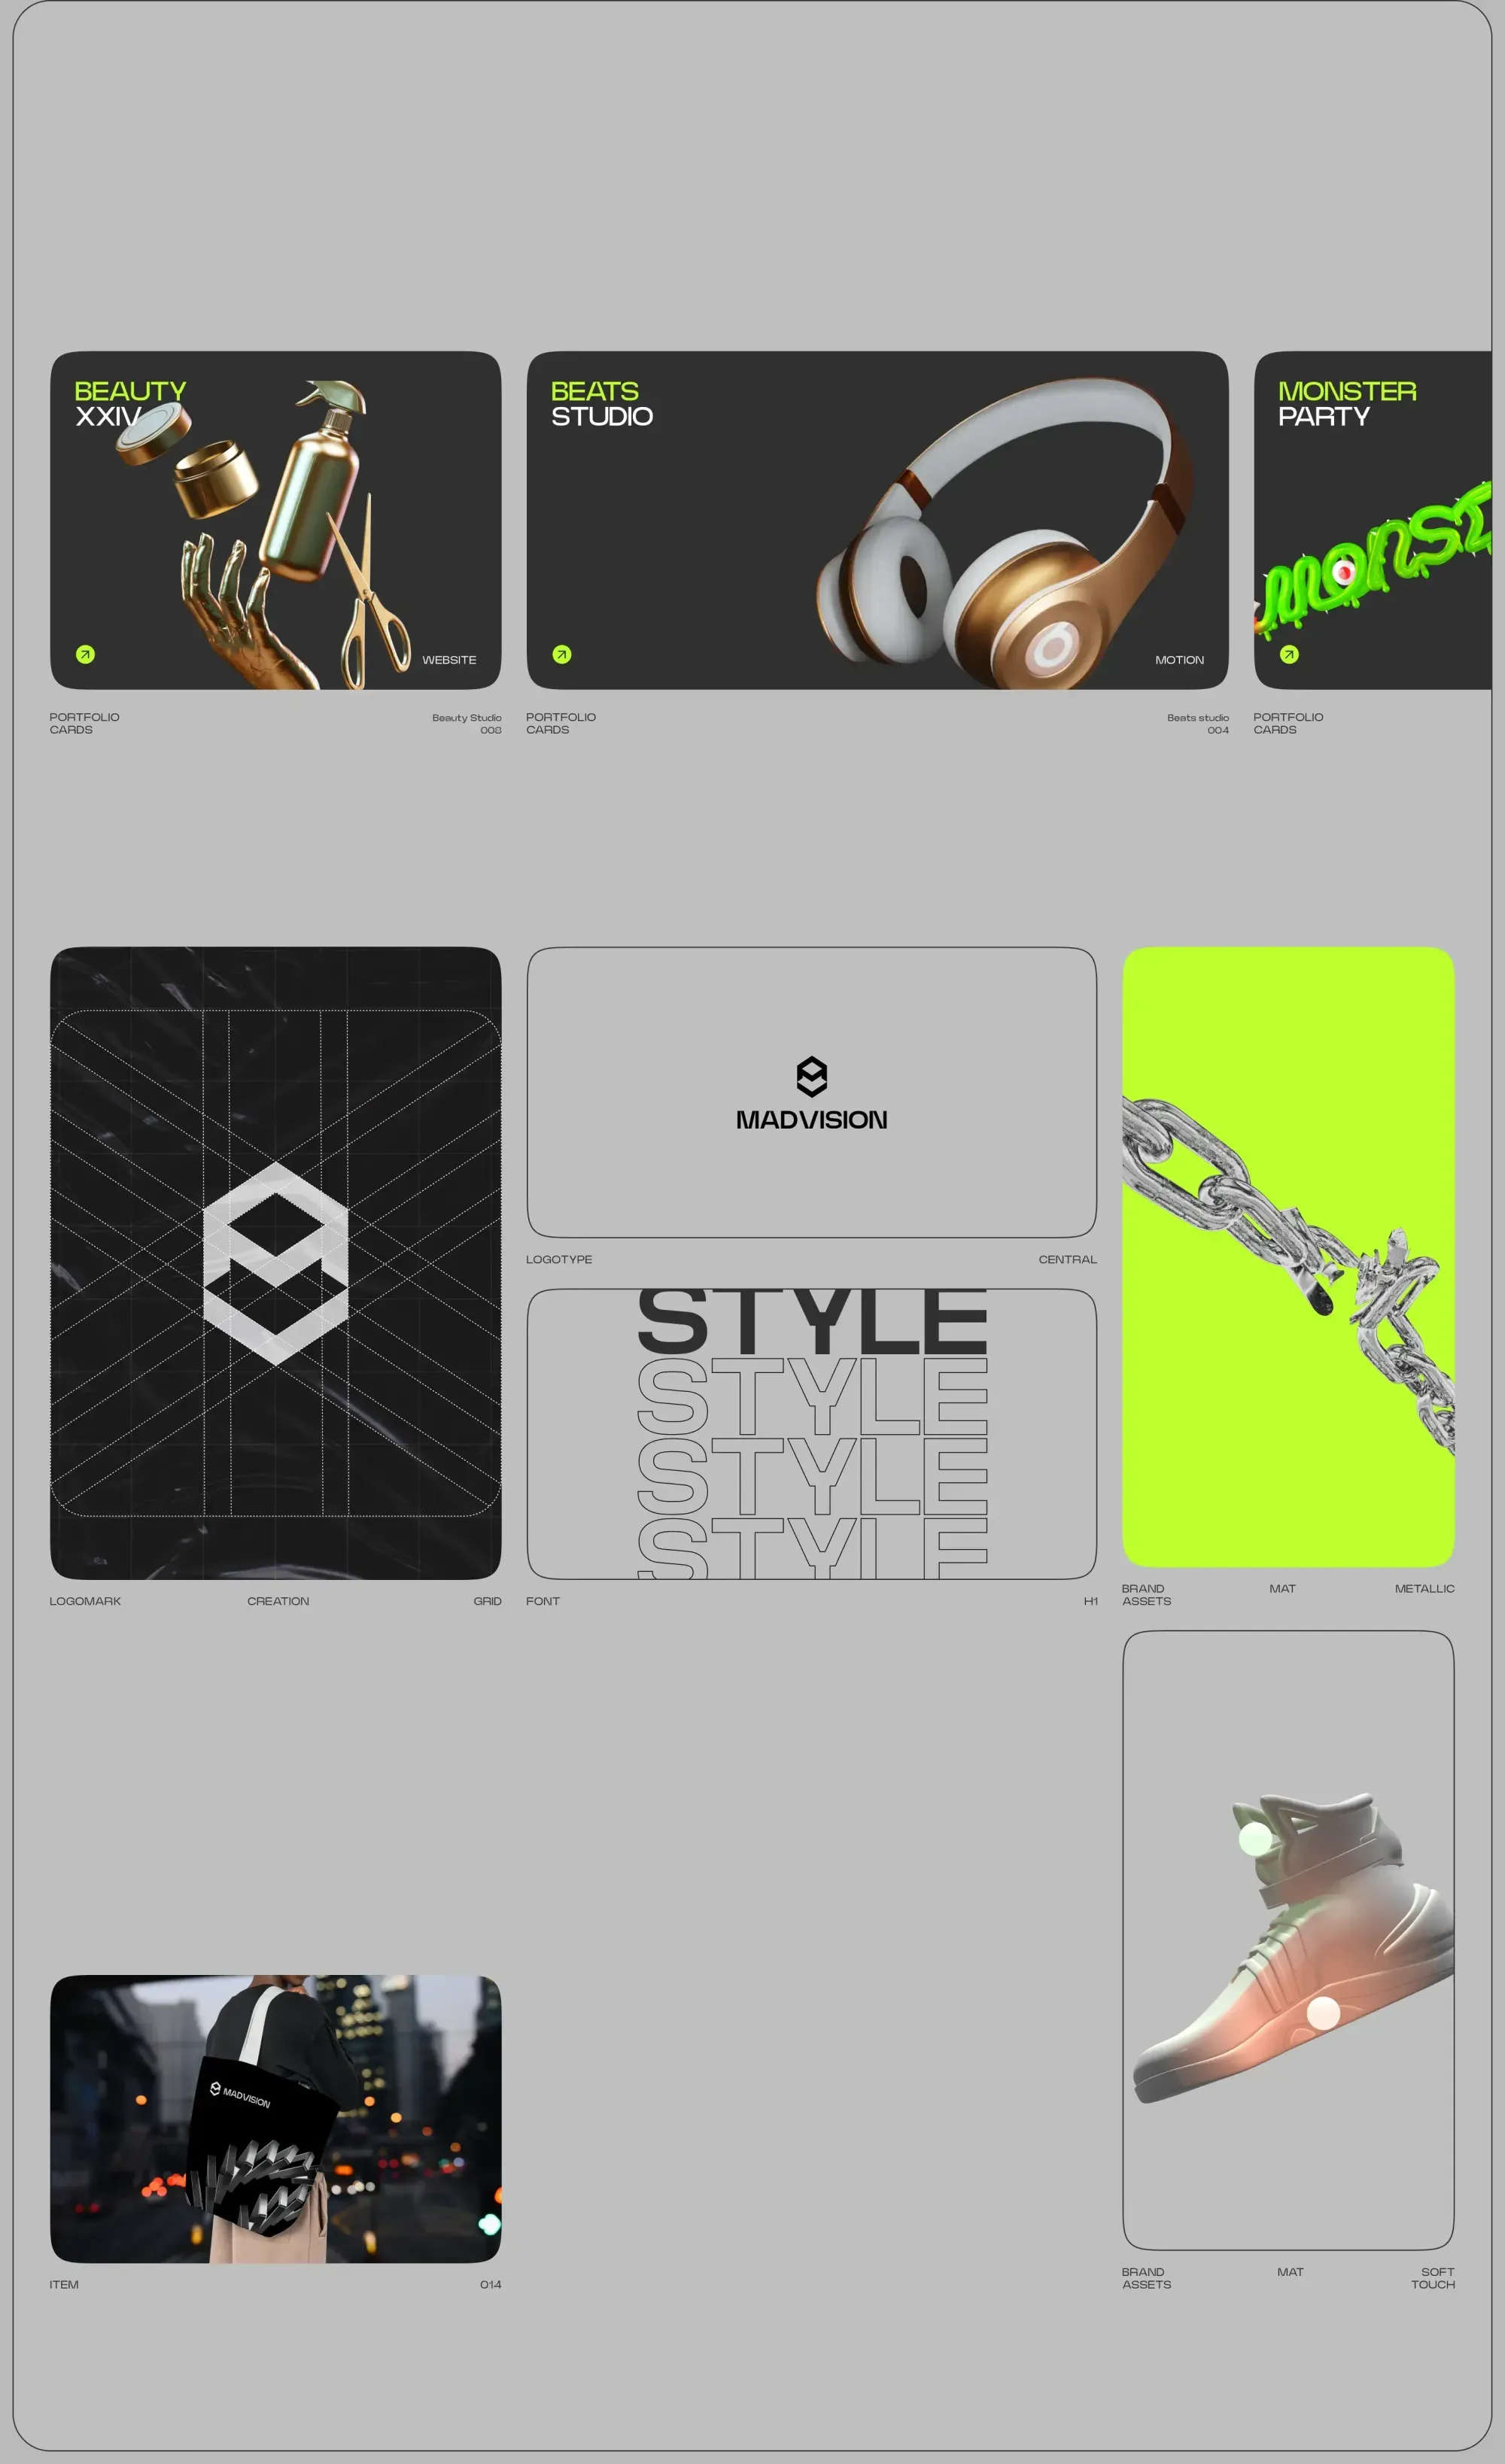 BEAUTY
XXIV
WEBSITE
PORTFOLIO
CARDS
Beauty Studio
008
BEATS
STUDIO
MOTION
PORTFOLIO
CARDS
Beats studio
004
MONSTER
PARTY
monst
PORTFOLIO
CARDS
LOGOMARK CREATION GRID
MADVISION
LOGOTYPE CENTRAL
STYLE
STYLE
STYLE
STYLE
FONT H1
BRAND
ASSETS
MAT
METALLIC
MADVISION
ITEM 014
BRAND
ASSETS
MAT
SOFT
TOUCH